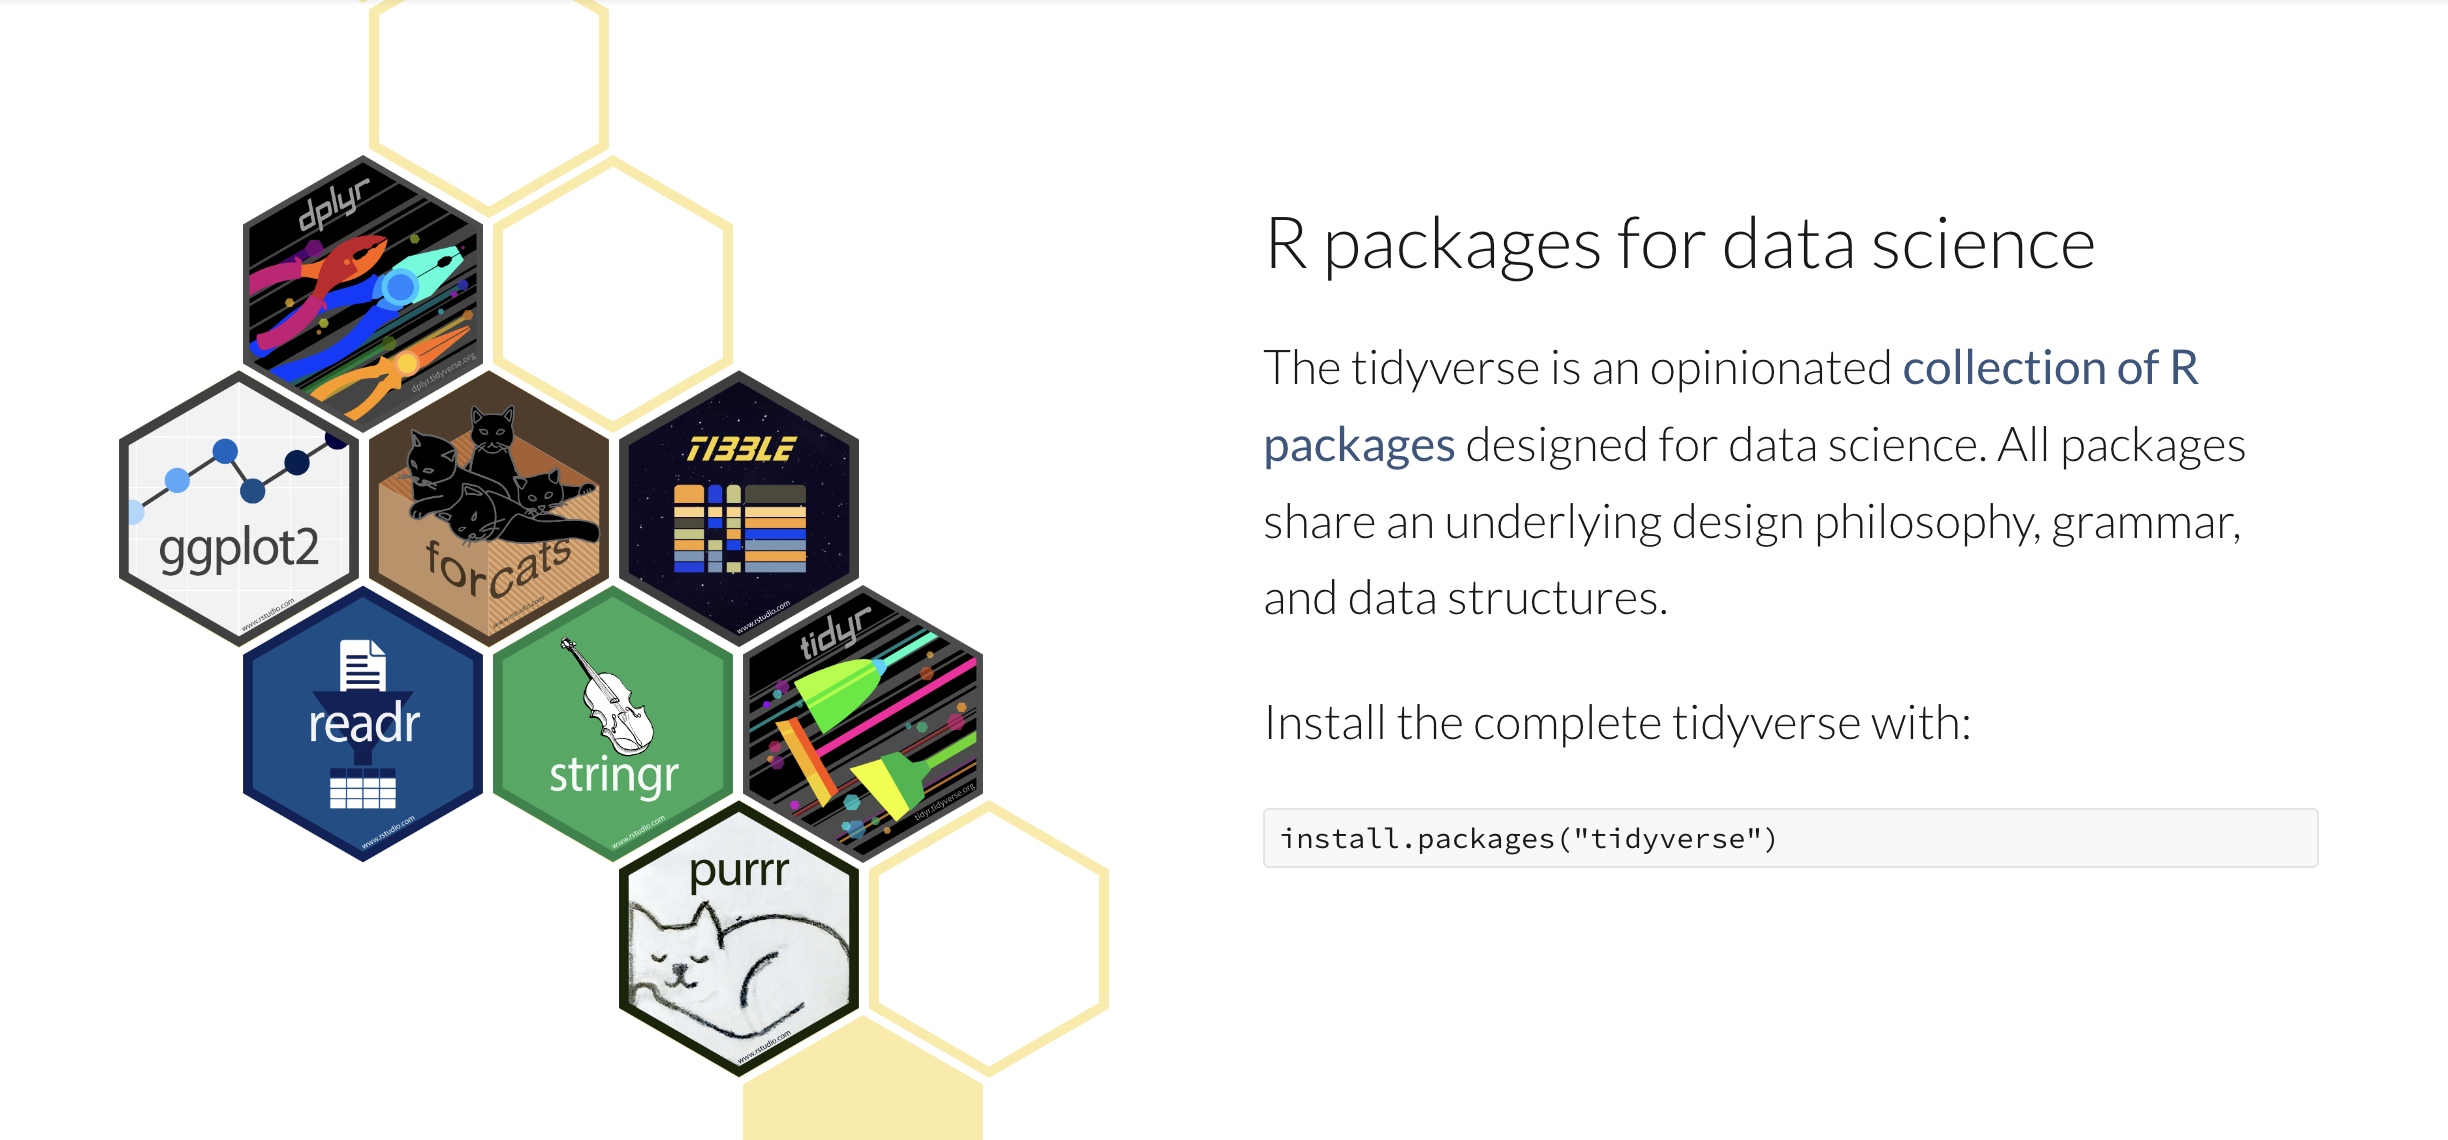 dplyr
dplyr.tidyverse.org
ggplot2
www.rstudio.com
forcats
www.rstudio.com
TIBBLE
www.rstudio.com
readr
www.rstudio.com
stringr
www.rstudio.com
tidyr
tidyr.tidyverse.org
purrr
www.rstudio.com
R packages for data science
The tidyverse is an opinionated collection of R
packages designed for data science. All packages
share an underlying design philosophy, grammar,
and data structures.
Install the complete tidyverse with:
install.packages("tidyverse")